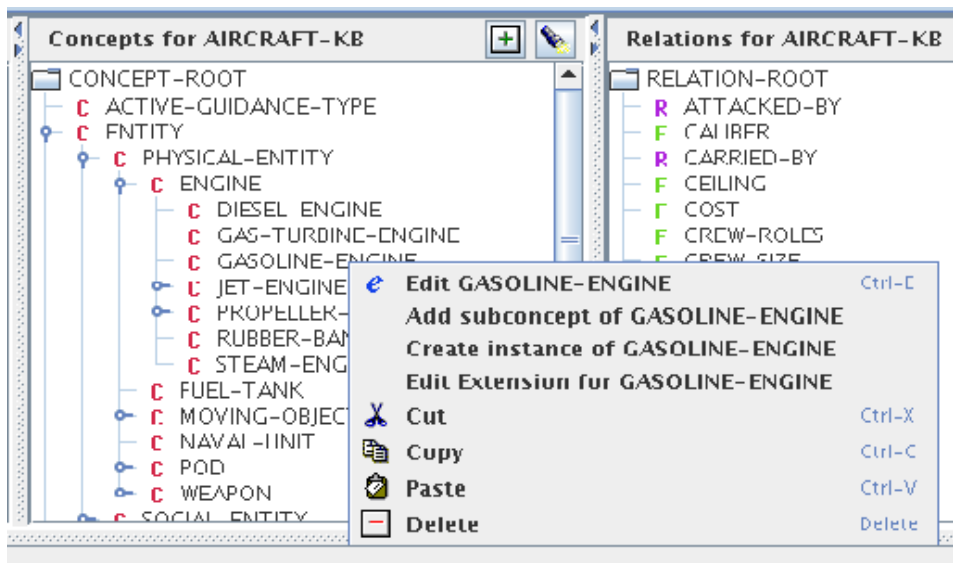 Concepts for AIRCRAFT-KB
CONCEPT-ROOT
C ACTIVE-GUIDANCE-TYPE
C ENTITY
C PHYSICAL-ENTITY
C ENGINE
C DIESEL-ENGINE
C GAS-TURBINE-ENGINE
C GASOLINE-ENGINE
C JET-ENGINE
C PROPELLER-
C RUBBER-BAN
C STEAM-ENG
C FUEL-TANK
C MOVING-OBJECT
C NAVAL-UNIT
C POD
C WEAPON
C SOCIAL-ENTITY
Relations for AIRCRAFT-KB
RELATION-ROOT
R ATTACKED-BY
F CALIBER
R CARRIED-BY
F CEILING
F COST
F CREW-ROLES
F CREW-SIZE
e Edit GASOLINE-ENGINE Ctrl-E
Add subconcept of GASOLINE-ENGINE
Create instance of GASOLINE-ENGINE
Edit Extension for GASOLINE-ENGINE
Cut Ctrl-X
Copy Ctrl-C
Paste Ctrl-V
Delete Delete